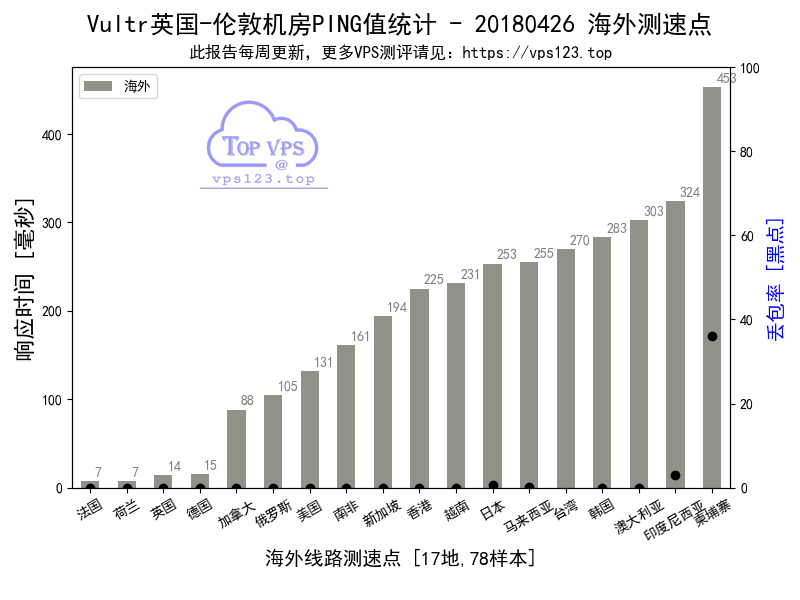 Vultr英国-伦敦机房PING值统计 - 20180426 海外测速点
此报告每周更新，更多VPS测评请见：https://vps123.top
海外
TOP VPS
@
vps123.top
响应时间 [毫秒]
400
300
200
100
0
7
7
14
15
88
105
131
161
194
225
231
253
255
270
283
303
324
453
100
80
60
40
20
0
丢包率 [黑点]
法国
荷兰
英国
德国
加拿大
俄罗斯
美国
南非
新加坡
香港
越南
日本
马来西亚
台湾
韩国
澳大利亚
印度尼西亚
柬埔寨
海外线路测速点 [17地,78样本]